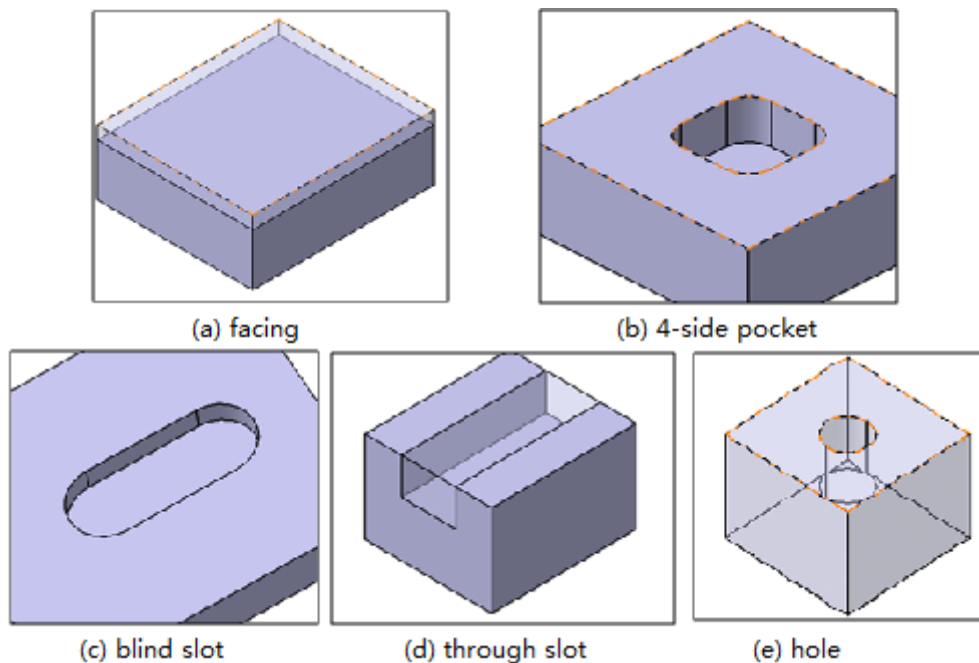 (a) facing
(b) 4-side pocket
(c) blind slot
(d) through slot
(e) hole